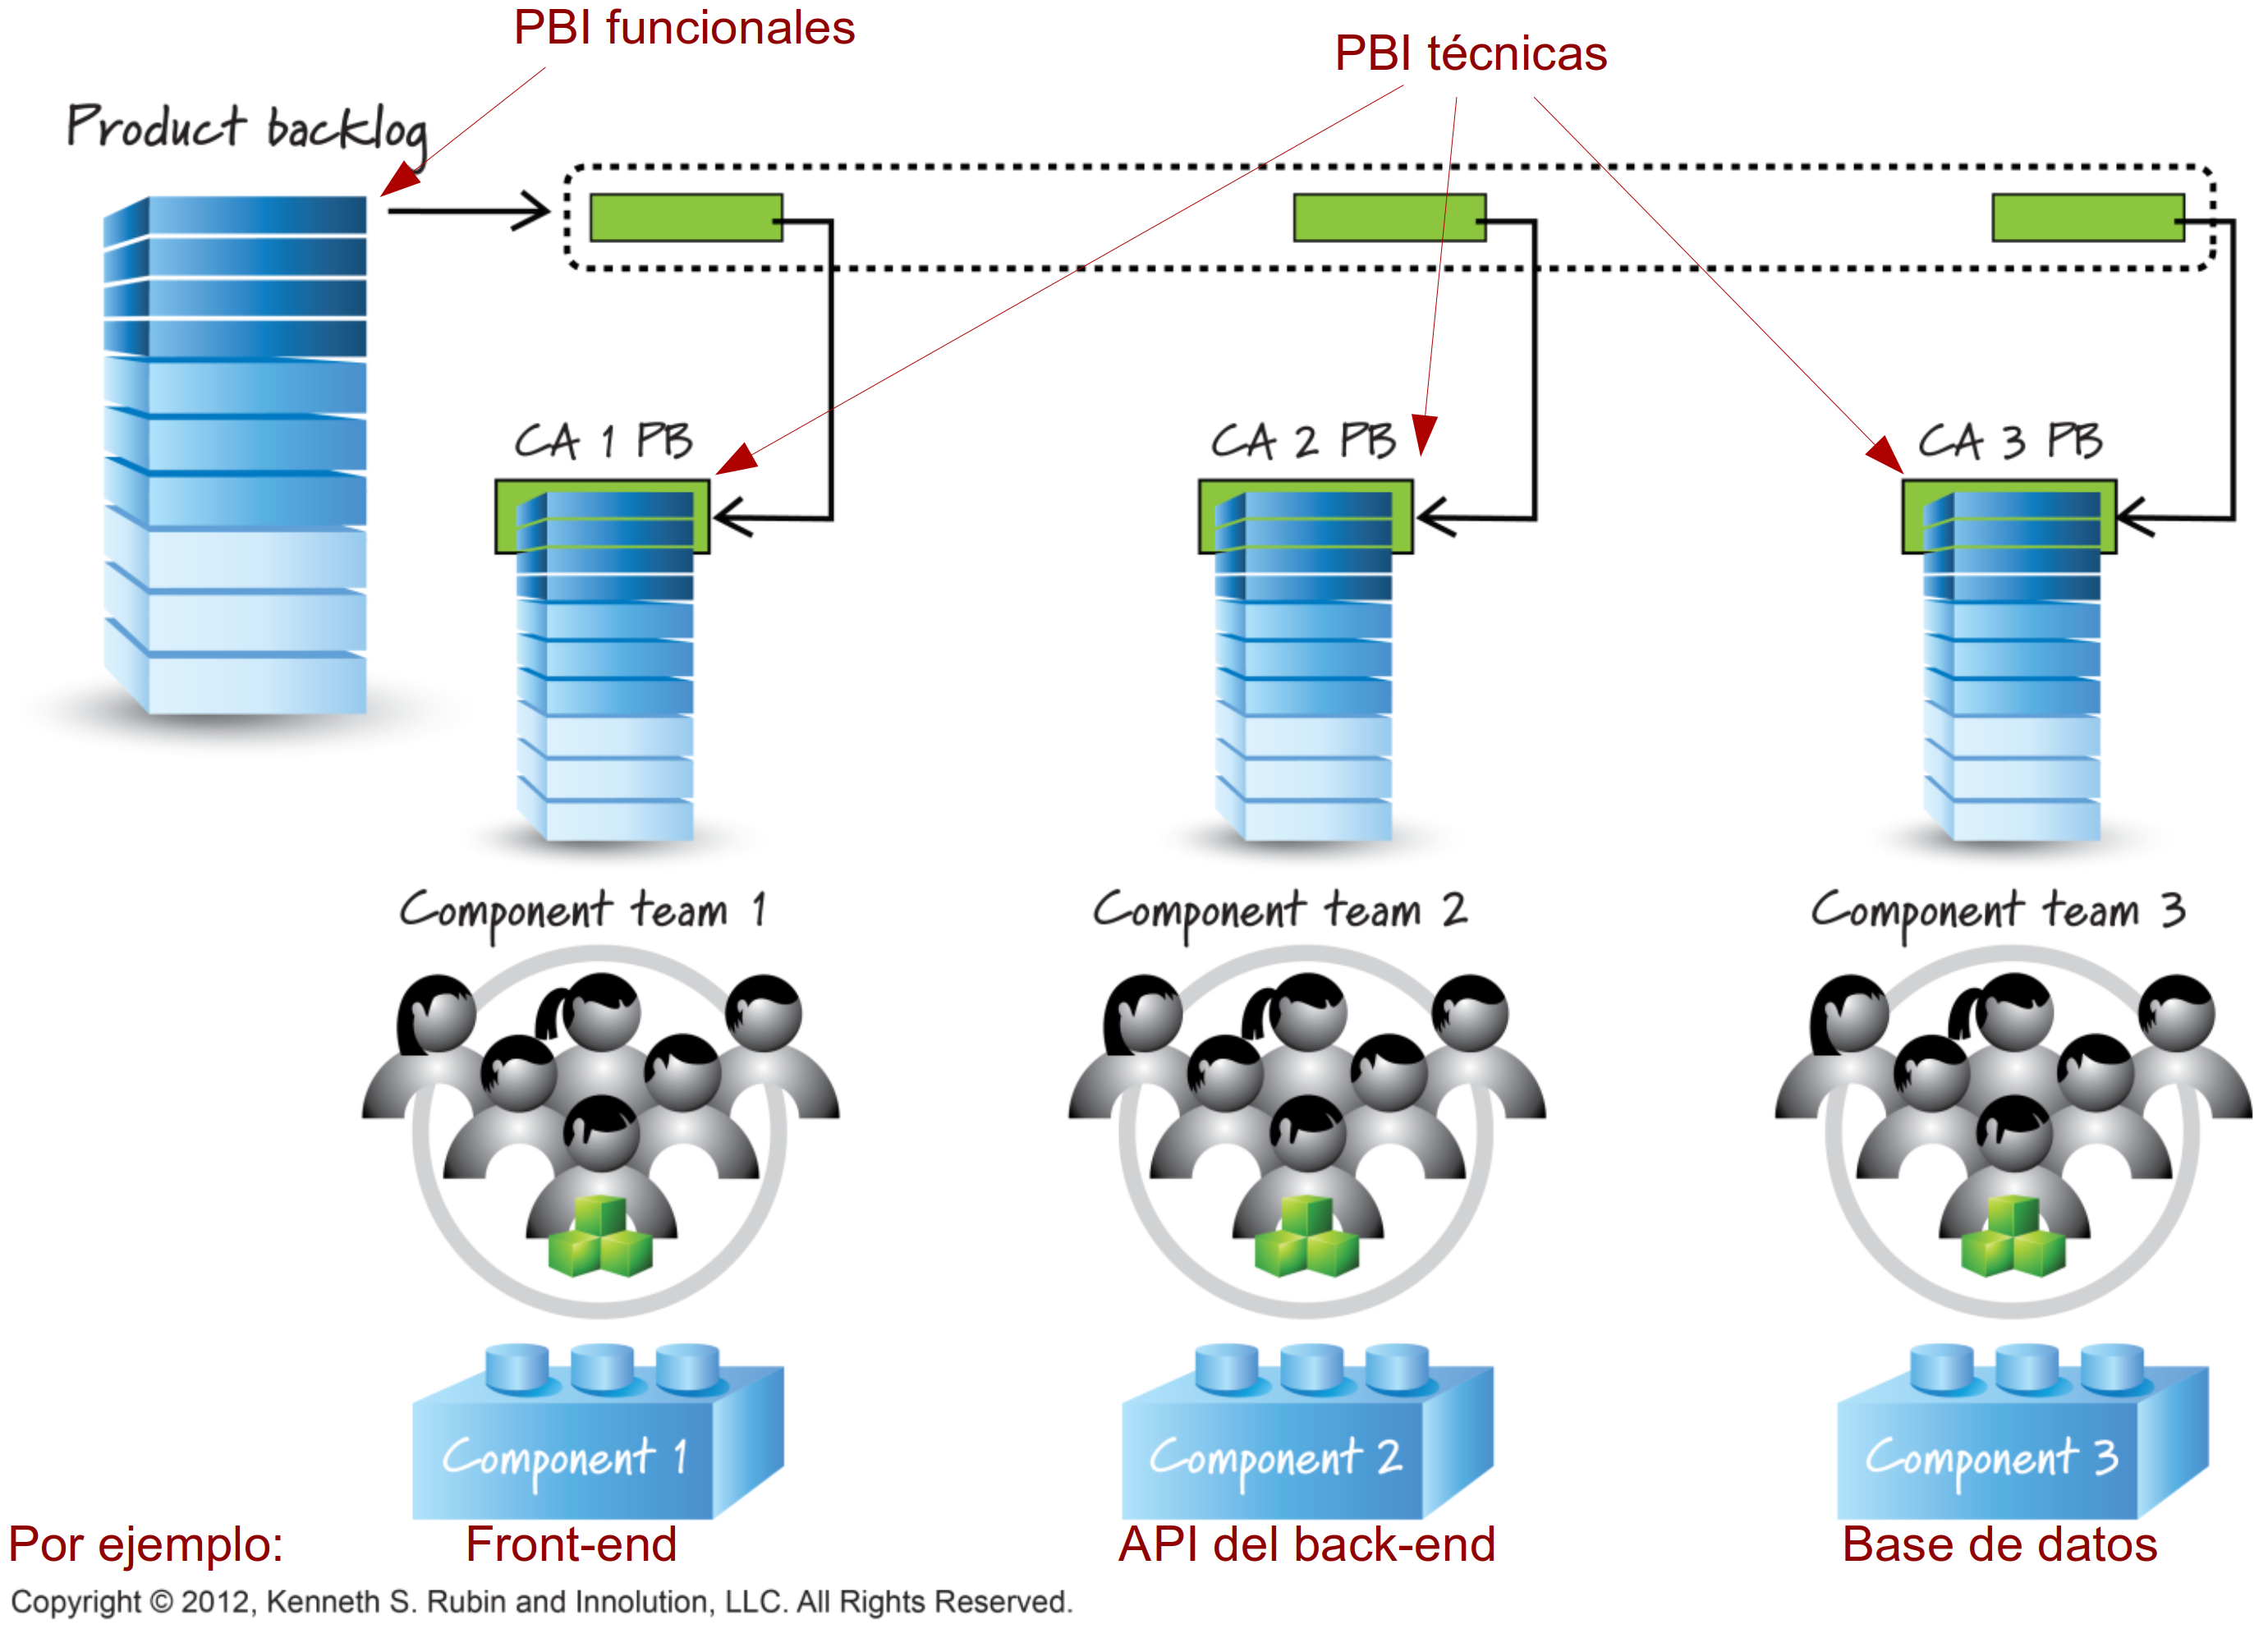 PBI funcionales
PBI técnicas
Product backlog
CA 1 PB
CA 2 PB
CA 3 PB
Component team 1
Component team 2
Component team 3
Component 1
Component 2
Component 3
Por ejemplo:
Front-end
API del back-end
Base de datos
Copyright © 2012, Kenneth S. Rubin and Innolution, LLC. All Rights Reserved.